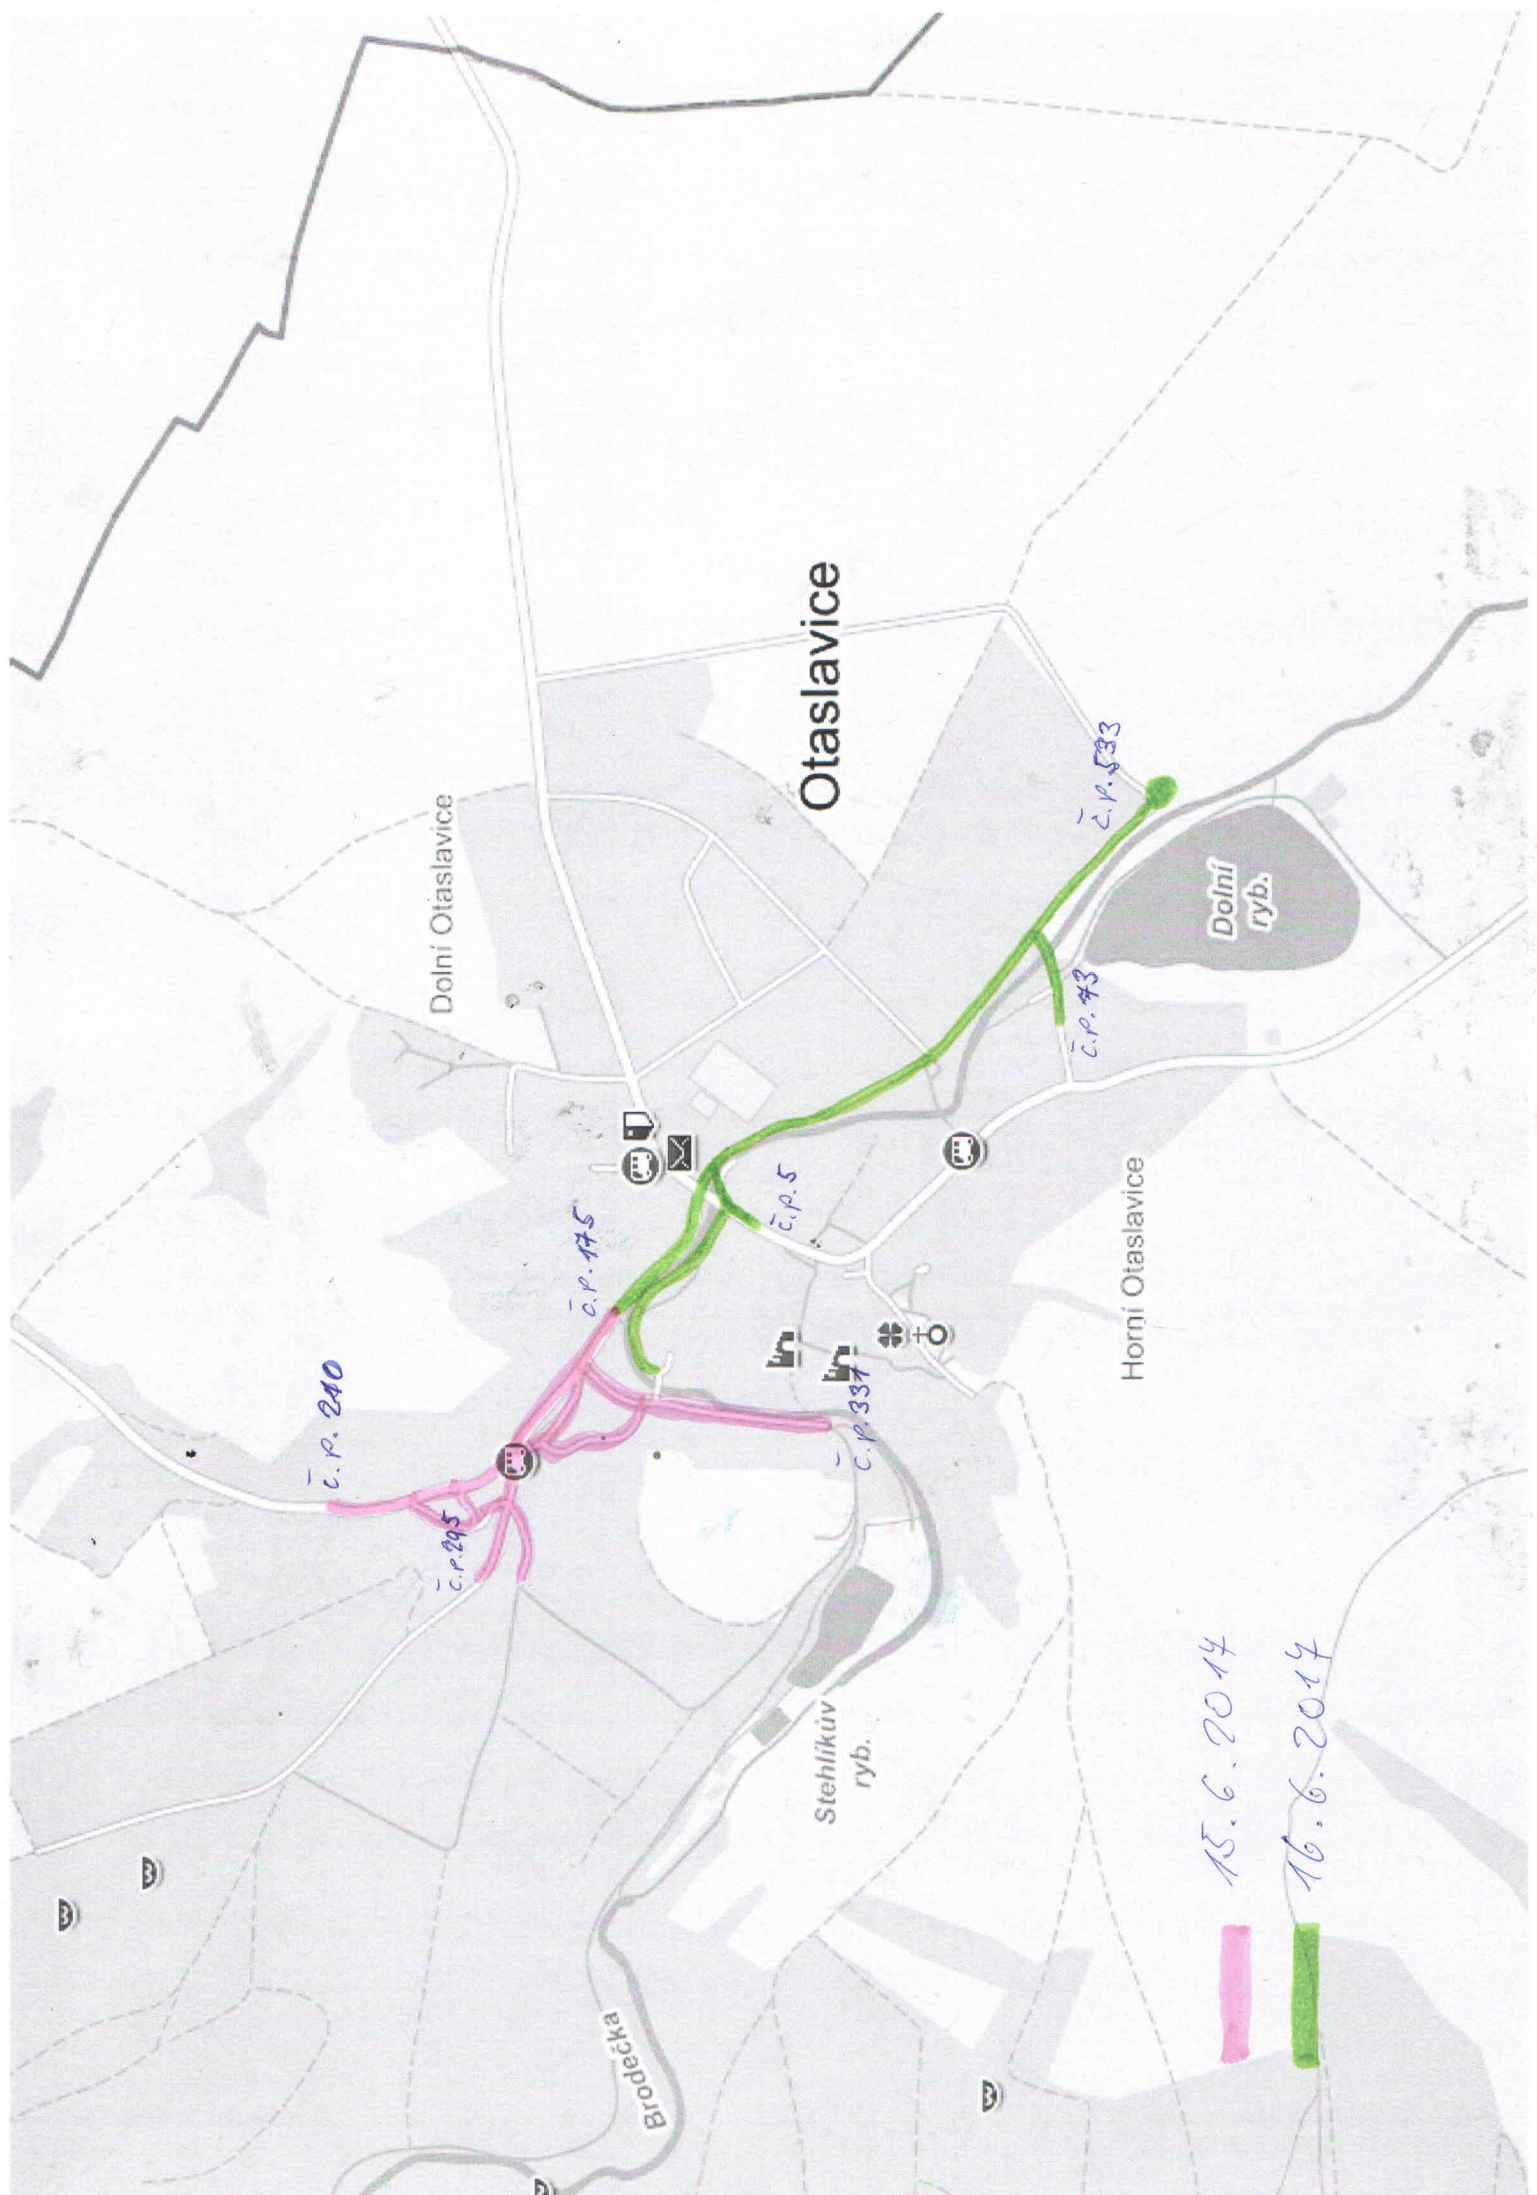 č.p. 240
č.p. 295
č.p. 175
č.p. 331
č.p. 5
č.p. 73
č.p. 533
Dolní Otaslavice
Otaslavice
Horní Otaslavice
Dolní
ryb.
Stehlíkův
ryb.
Brodečka
15.6.2017
16.6.2017